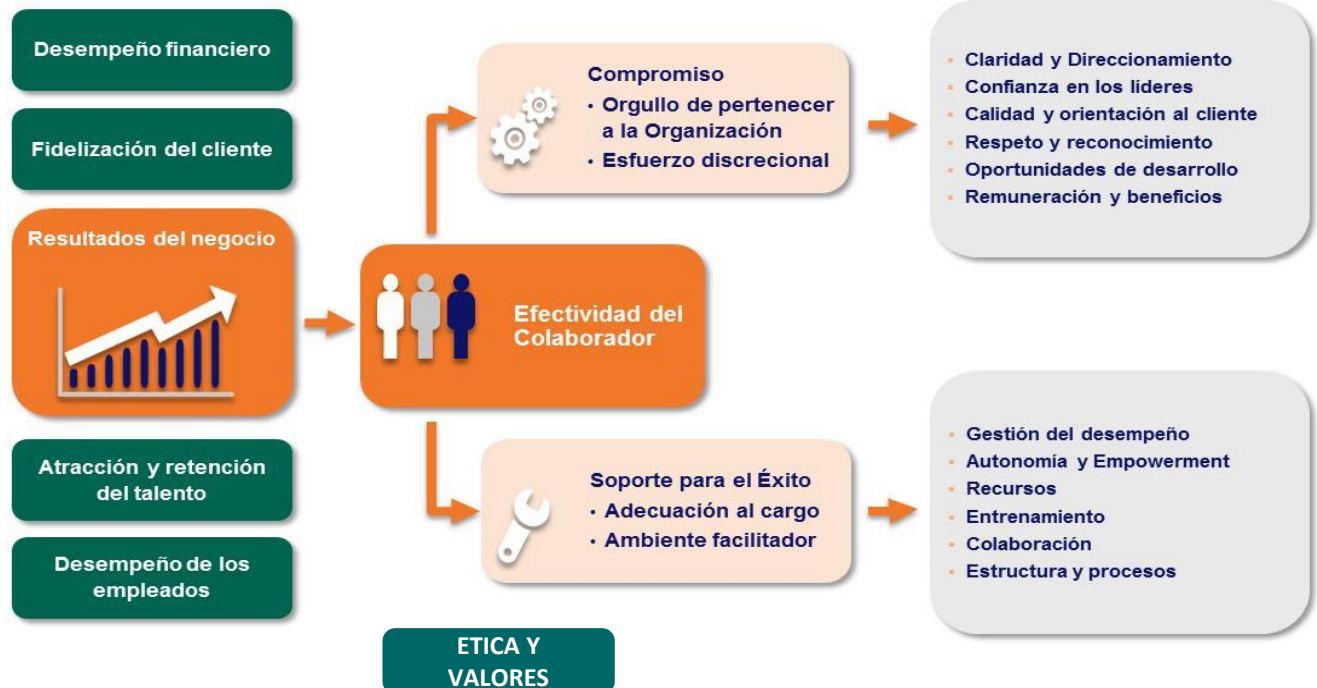 Desempeño financiero
Fidelización del cliente
Resultados del negocio
Atracción y retención
del talento
Desempeño de los
empleados
Efectividad del
Colaborador
Compromiso
• Orgullo de pertenecer
a la Organización
• Esfuerzo discrecional
Soporte para el Éxito
• Adecuación al cargo
• Ambiente facilitador
▪ Claridad y Direccionamiento
▪ Confianza en los líderes
▪ Calidad y orientación al cliente
▪ Respeto y reconocimiento
▪ Oportunidades de desarrollo
▪ Remuneración y beneficios
▪ Gestión del desempeño
▪ Autonomía y Empowerment
▪ Recursos
▪ Entrenamiento
▪ Colaboración
▪ Estructura y procesos
ETICA Y
VALORES